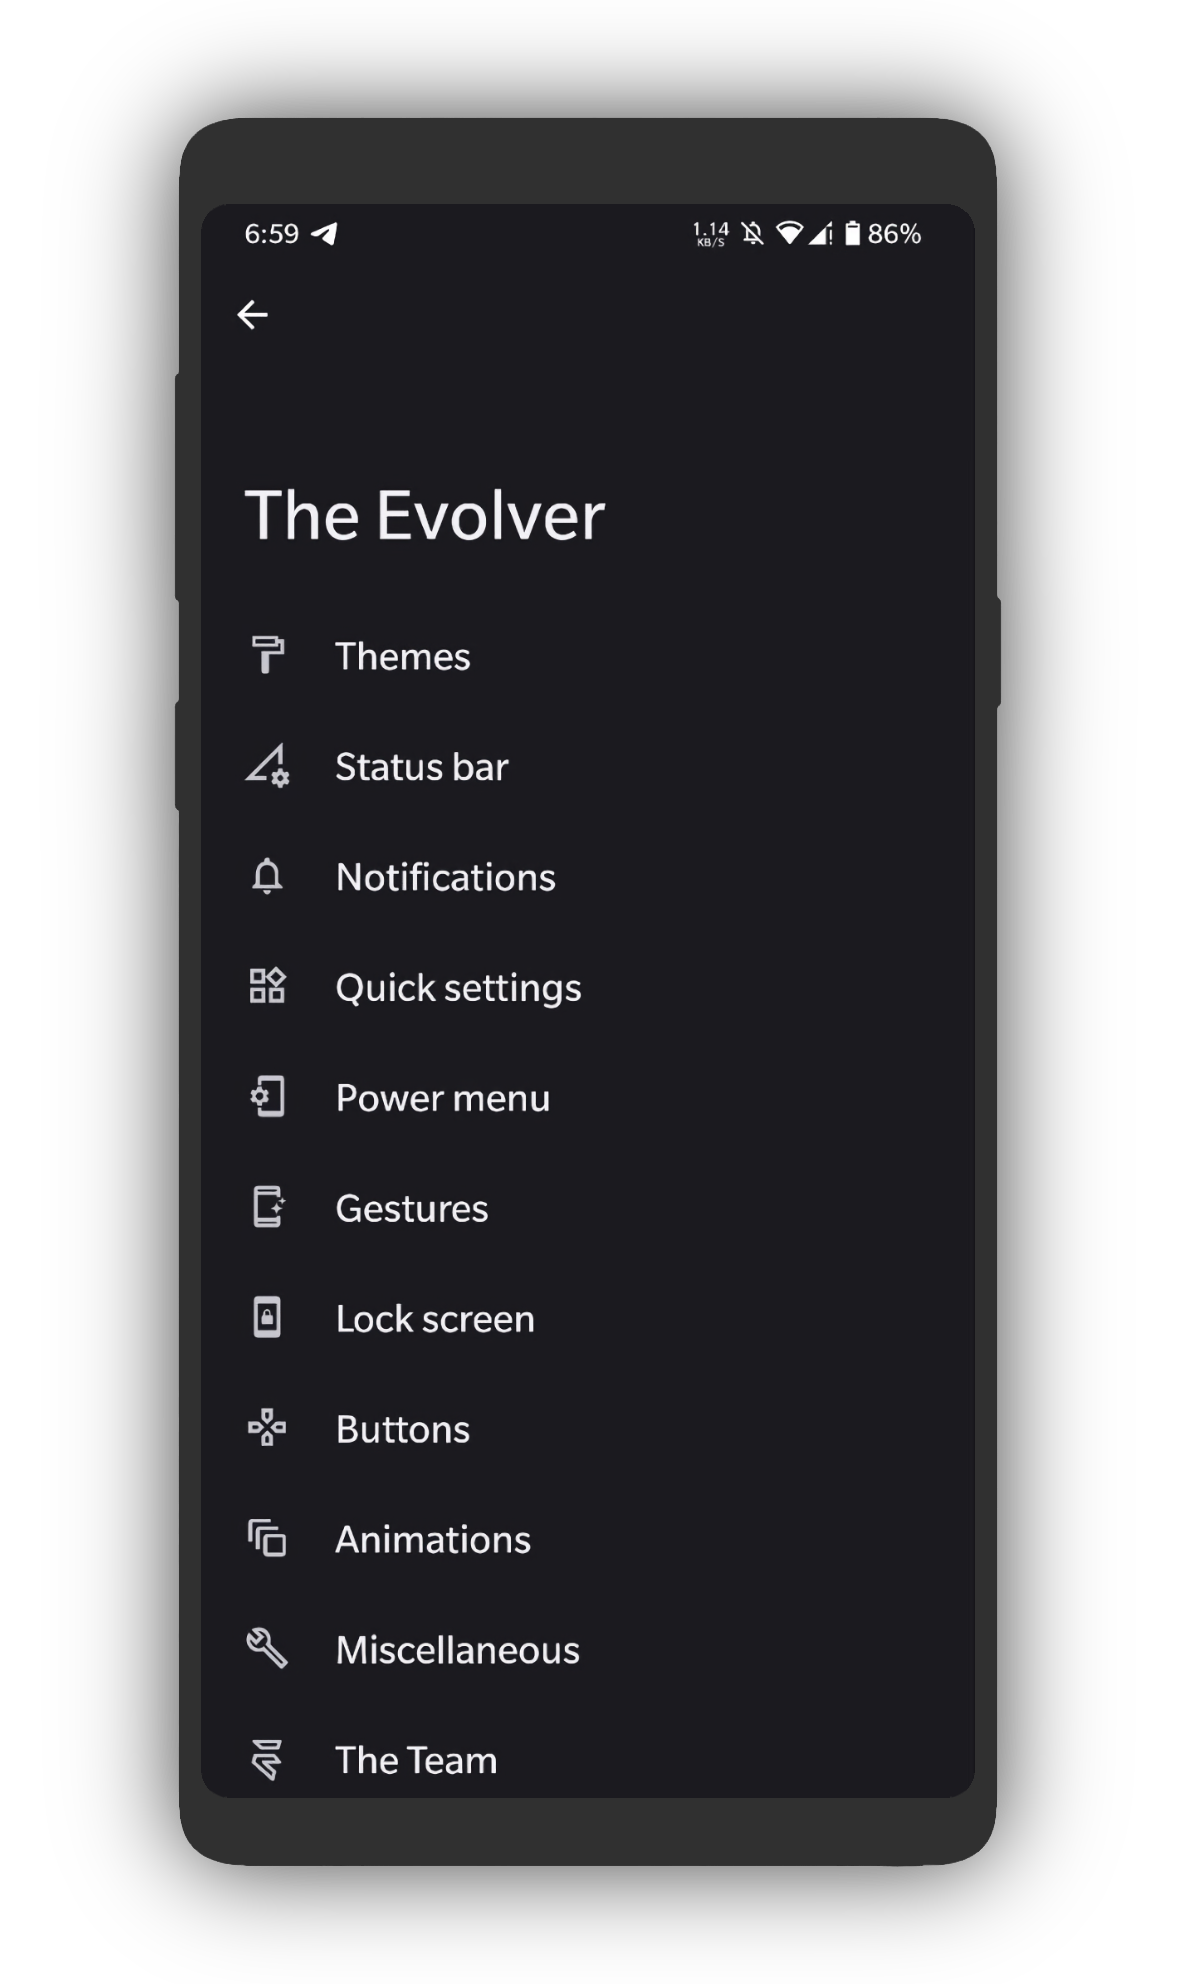 6:59 1.14 KB/S 86%
The Evolver
Themes
Status bar
Notifications
Quick settings
Power menu
Gestures
Lock screen
Buttons
Animations
Miscellaneous
The Team